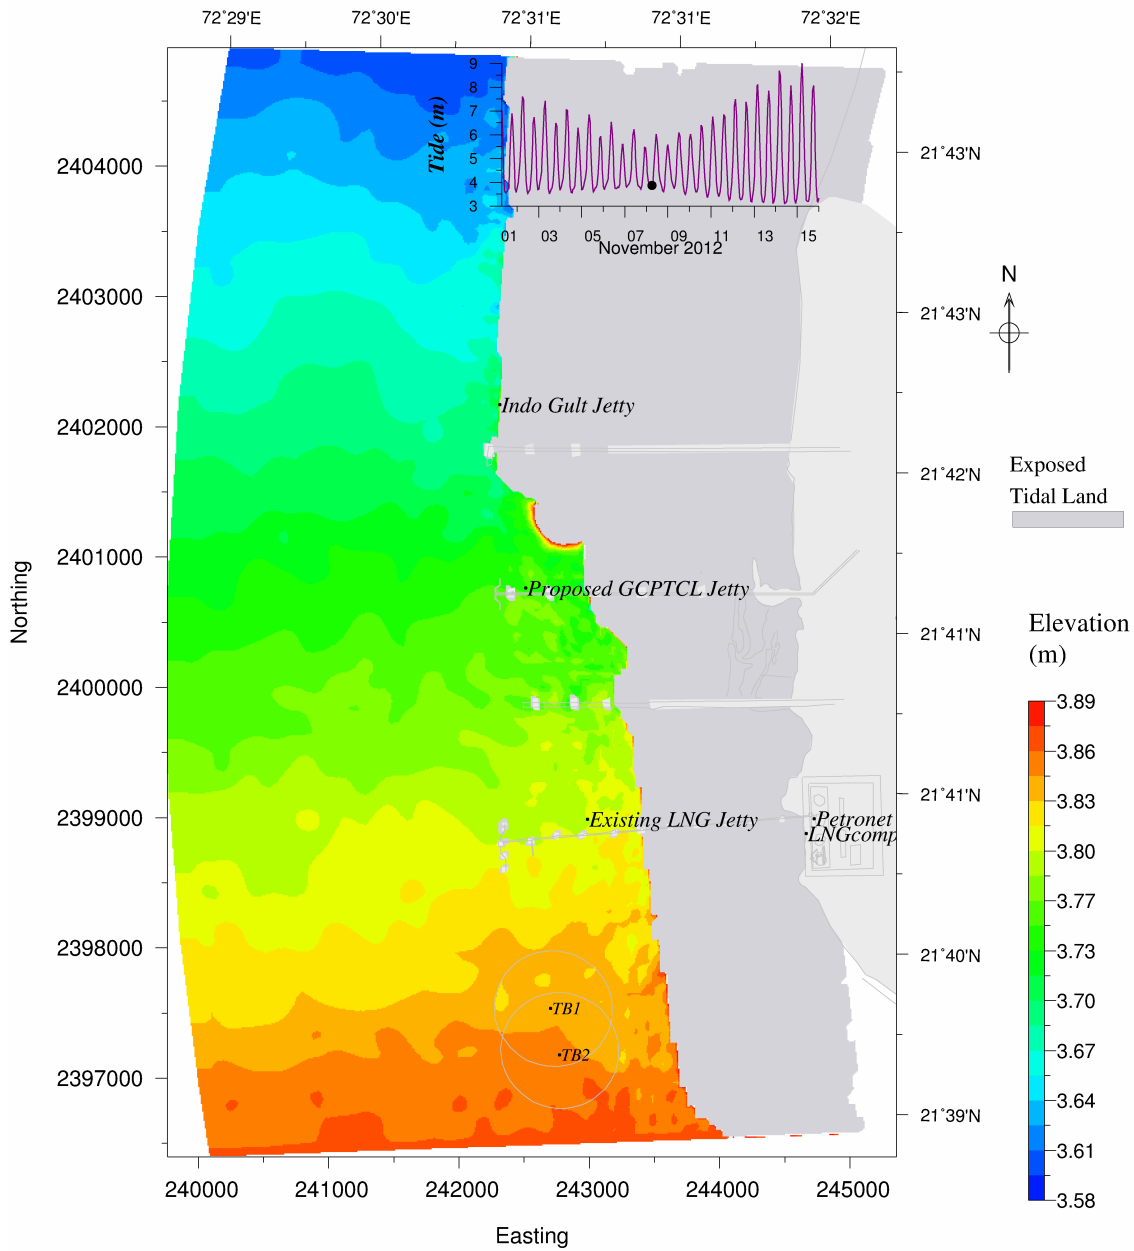 72°29'E 72°30'E 72°31'E 72°31'E 72°32'E
9
8
7
6
5
4
3
Tide (m)
01 03 05 07 09 11 13 15
November 2012
2404000
2403000
2402000
2401000
2400000
2399000
2398000
2397000
Northing
21°43'N
21°43'N
21°42'N
21°41'N
21°41'N
21°40'N
21°39'N
N
Indo Gult Jetty
Proposed GCPTCL Jetty
Existing LNG Jetty
Petronet
LNGcomp
TB1
TB2
Exposed
Tidal Land
Elevation
(m)
3.89
3.86
3.83
3.80
3.77
3.73
3.70
3.67
3.64
3.61
3.58
240000 241000 242000 243000 244000 245000
Easting